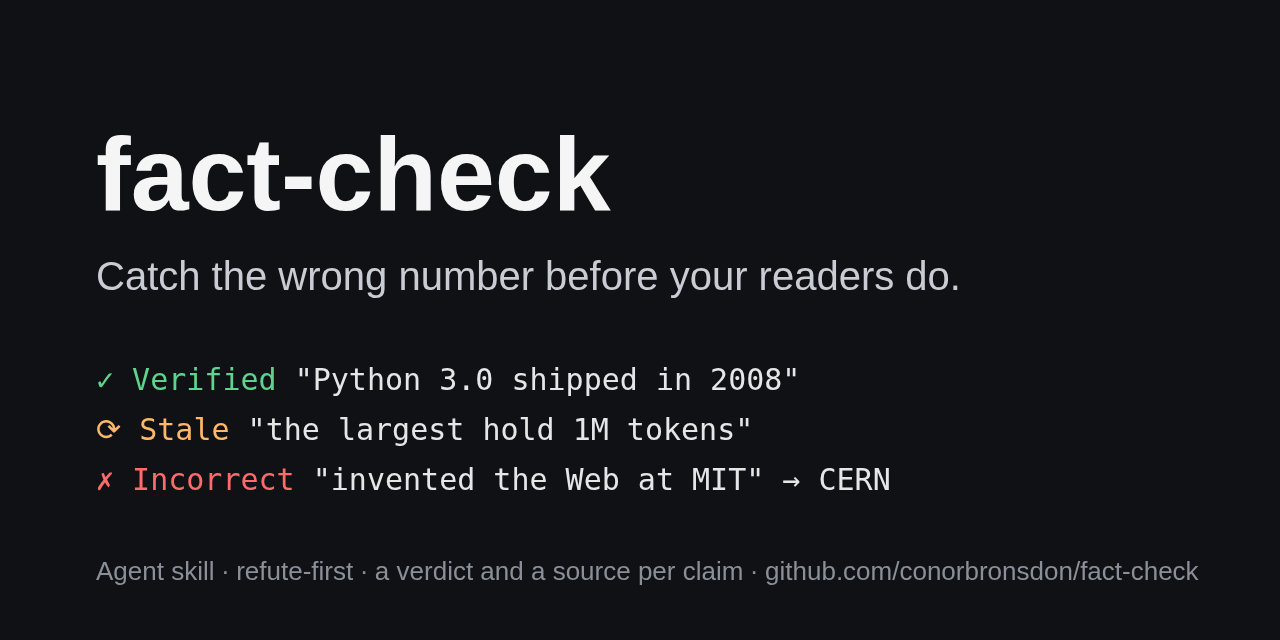 fact-check
Catch the wrong number before your readers do.
✓ Verified "Python 3.0 shipped in 2008"
⟳ Stale "the largest hold 1M tokens"
✗ Incorrect "invented the Web at MIT" → CERN
Agent skill · refute-first · a verdict and a source per claim · github.com/conorbronsdon/fact-check